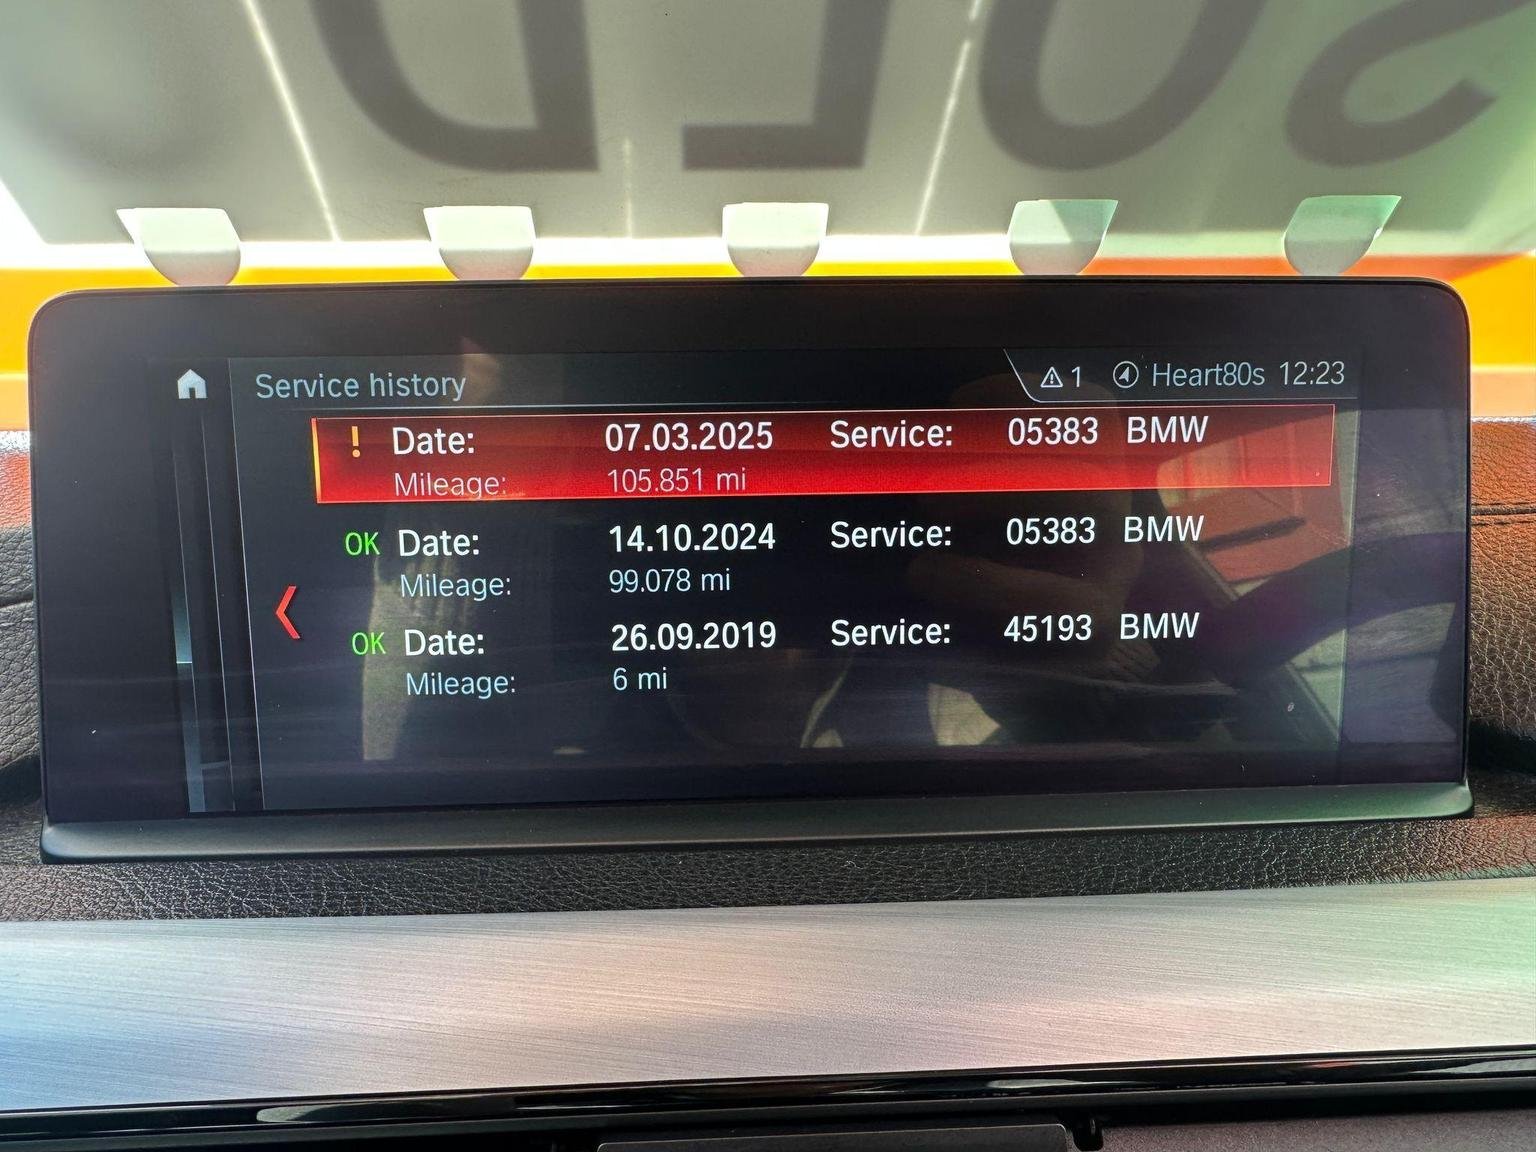 SOLD
Service history
1 Heart80s 12:23
! Date: 07.03.2025 Service: 05383 BMW
Mileage: 105.851 mi
OK Date: 14.10.2024 Service: 05383 BMW
Mileage: 99.078 mi
OK Date: 26.09.2019 Service: 45193 BMW
Mileage: 6 mi